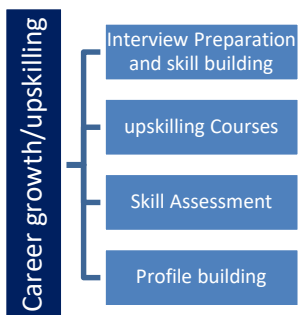 Career growth/upskilling
Interview Preparation
and skill building
upskilling Courses
Skill Assessment
Profile building